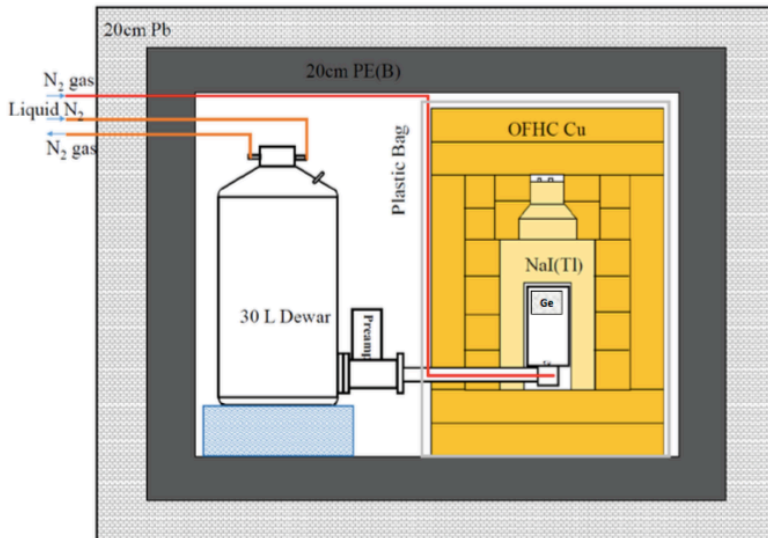 20cm Pb
20cm PE(B)
N₂ gas
Liquid N₂
N₂ gas
Plastic Bag
OFHC Cu
NaI(Tl)
Ge
30 L Dewar
Preamp